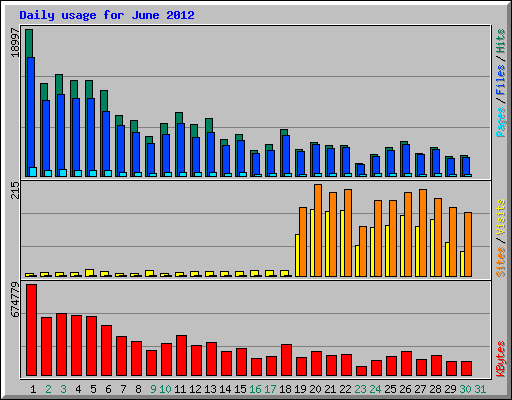 Daily usage for June 2012
18997
Pages / Files / Hits
215
Sites / Visits
674779
KBytes
1 2 3 4 5 6 7 8 9 10 11 12 13 14 15 16 17 18 19 20 21 22 23 24 25 26 27 28 29 30 31